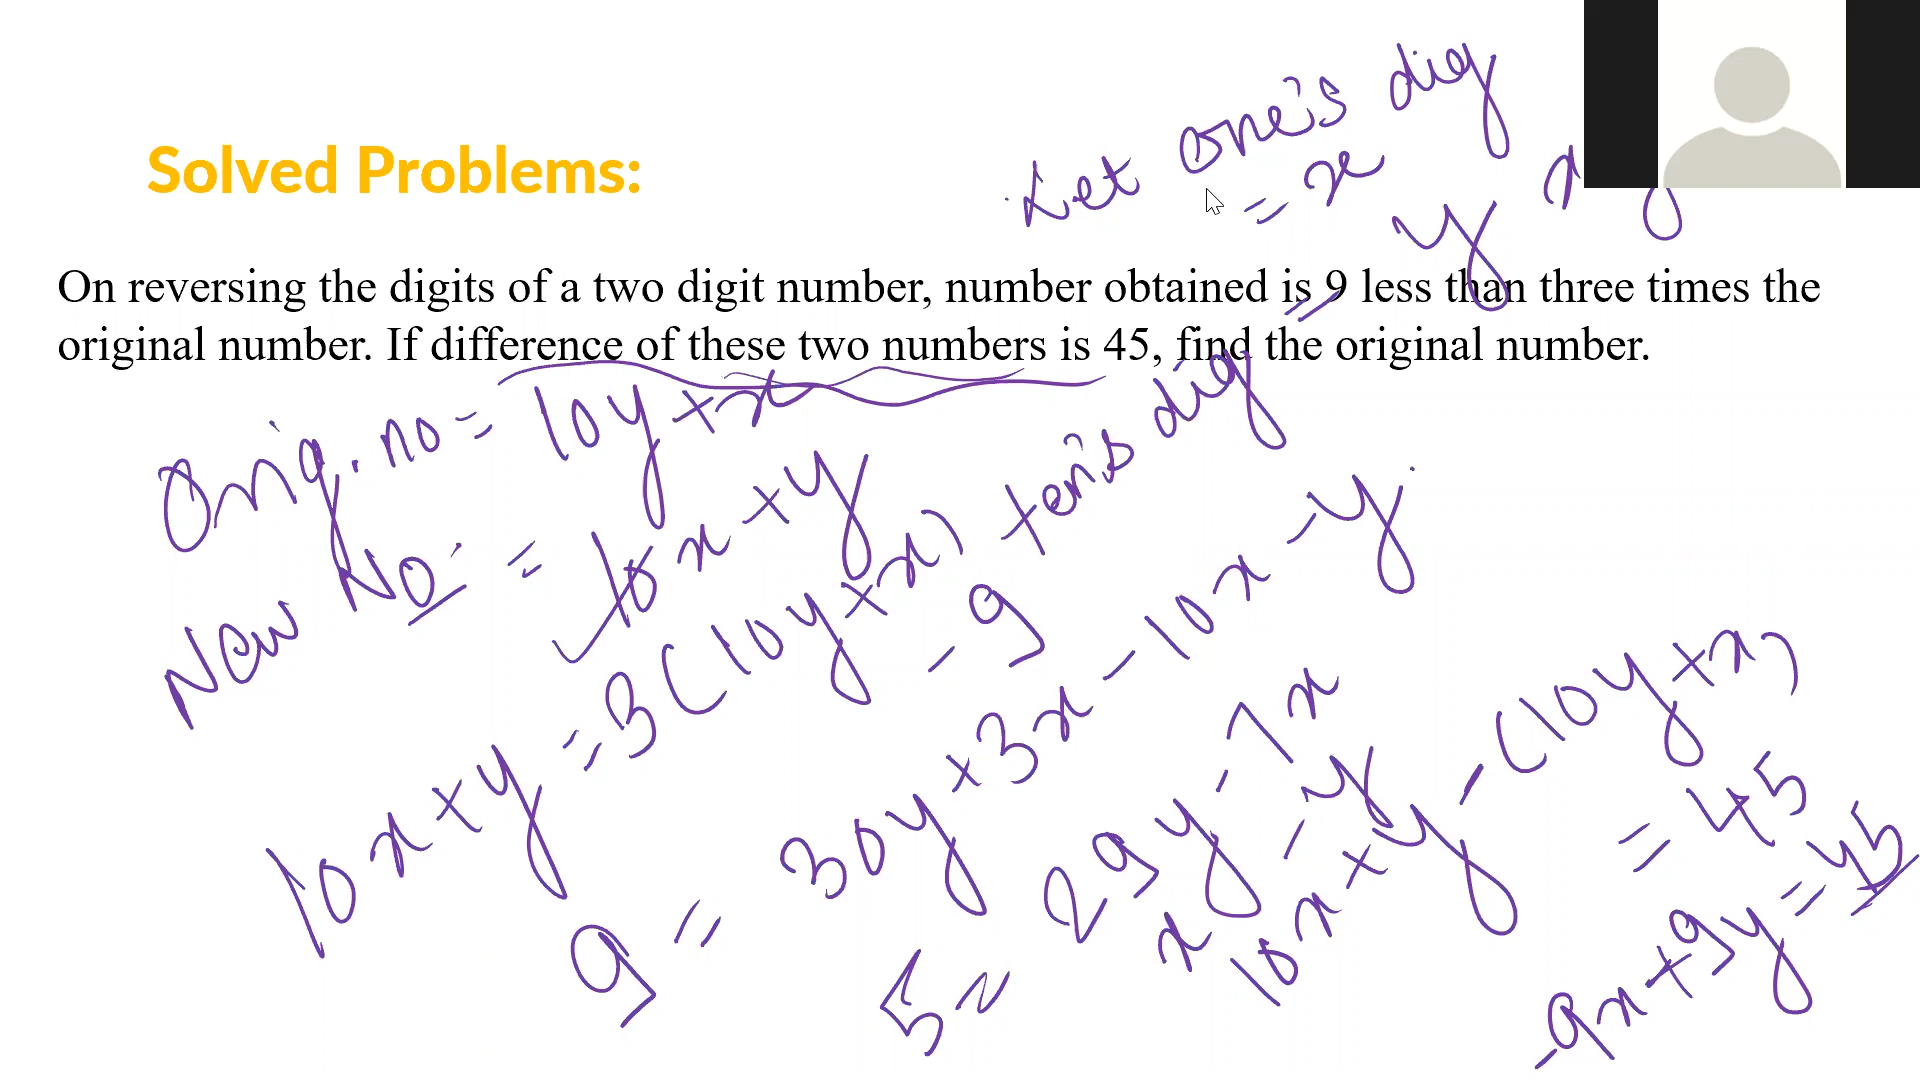 Let one's dig
= x
y x y
Solved Problems:
On reversing the digits of a two digit number, number obtained is 9 less than three times the
original number. If difference of these two numbers is 45, find the original number.
=
tens dig
Orig. no = 10y + x
New No. = 10x + y
10x + y = 3(10y + x) - 9
9 = 30y + 3x - 10x - y
29y - 7x
10x + y - (10y + x)
= 45
5 = x - y
-9x + 9y = 45